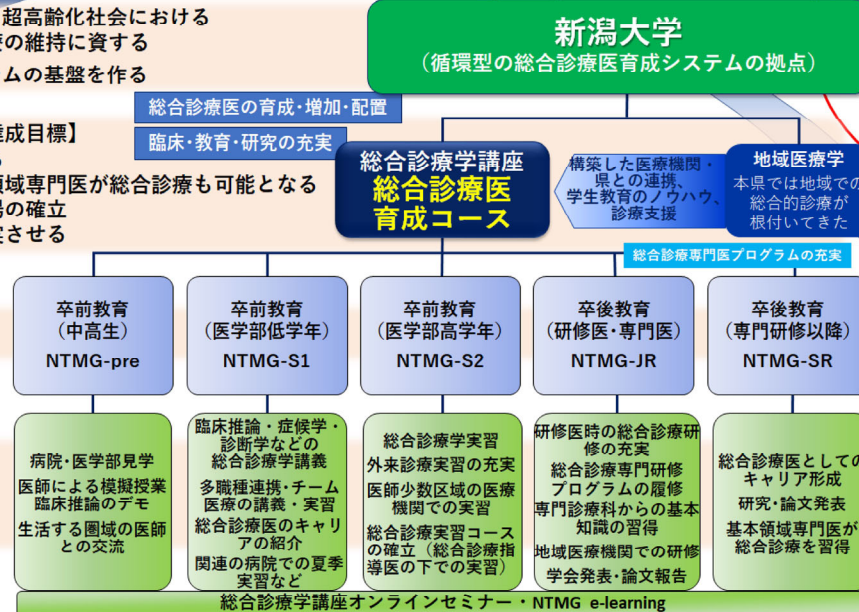 超高齢化社会における
の維持に資する
ムの基盤を作る
新潟大学
(循環型の総合診療医育成システムの拠点)
総合診療医の育成・増加・配置
臨床・教育・研究の充実
成目標】
領域専門医が総合診療も可能となる
場の確立
実させる
総合診療学講座
総合診療医
育成コース
構築した医療機関・
県との連携、
学生教育のノウハウ、
診療支援
地域医療学
本県では地域での
総合的診療が
根付いてきた
総合診療専門医プログラムの充実
卒前教育
(中高生)
NTMG-pre
卒前教育
(医学部低学年)
NTMG-S1
卒前教育
(医学部高学年)
NTMG-S2
卒後教育
(研修医・専門医)
NTMG-JR
卒後教育
(専門研修以降)
NTMG-SR
病院・医学部見学
医師による模擬授業
臨床推論のデモ
生活する圏域の医師
との交流
臨床推論・症候学・
診断学などの
総合診療学講義
多職種連携・チーム
医療の講義・実習
総合診療医のキャリ
アの紹介
関連の病院での夏季
実習など
総合診療学実習
外来診療実習の充実
医師少数区域の医療
機関での実習
総合診療実習コース
の確立(総合診療指
導医の下での実習)
研修医時の総合診療研
修の充実
総合診療専門研修
プログラムの履修
専門診療科からの基本
知識の習得
地域医療機関での研修
学会発表・論文報告
総合診療医としての
キャリア形成
研究・論文発表
基本領域専門医が
総合診療を習得
総合診療学講座オンラインセミナー・NTMG e-learning